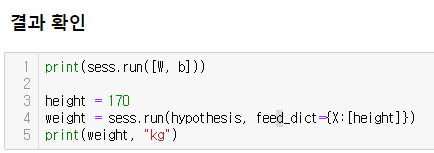 결과 확인
1 print(sess.run([W, b]))
2
3 height = 170
4 weight = sess.run(hypothesis, feed_dict={X:[height]})
5 print(weight, "kg")